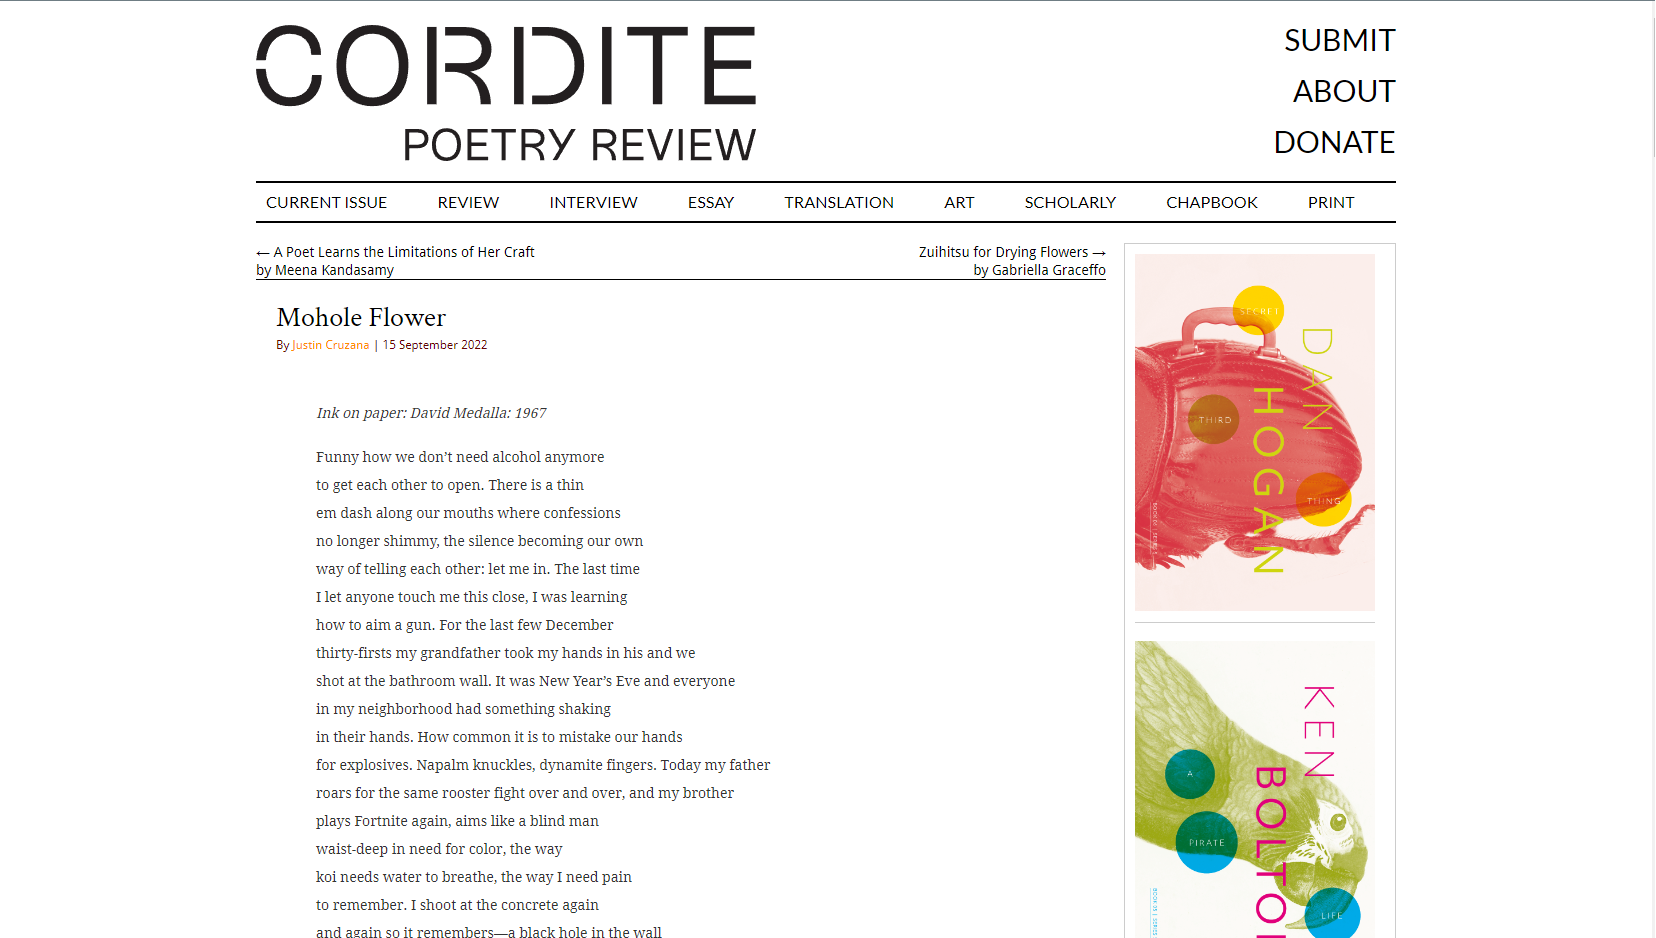 CORDITE
POETRY REVIEW
SUBMIT
ABOUT
DONATE
CURRENT ISSUE REVIEW INTERVIEW ESSAY TRANSLATION ART SCHOLARLY CHAPBOOK PRINT
← A Poet Learns the Limitations of Her Craft
by Meena Kandasamy
Zuihitsu for Drying Flowers →
by Gabriella Graceffo
Mohole Flower
By Justin Cruzana | 15 September 2022
Ink on paper: David Medalla: 1967
Funny how we don’t need alcohol anymore
to get each other to open. There is a thin
em dash along our mouths where confessions
no longer shimmy, the silence becoming our own
way of telling each other: let me in. The last time
I let anyone touch me this close, I was learning
how to aim a gun. For the last few December
thirty-firsts my grandfather took my hands in his and we
shot at the bathroom wall. It was New Year’s Eve and everyone
in my neighborhood had something shaking
in their hands. How common it is to mistake our hands
for explosives. Napalm knuckles, dynamite fingers. Today my father
roars for the same rooster fight over and over, and my brother
plays Fortnite again, aims like a blind man
waist-deep in need for color, the way
koi needs water to breathe, the way I need pain
to remember. I shoot at the concrete again
and again so it remembers—a black hole in the wall
SECRET
THIRD
THING
DAN
HOGAN
A
PIRATE
LIFE
KEN
BOLTO